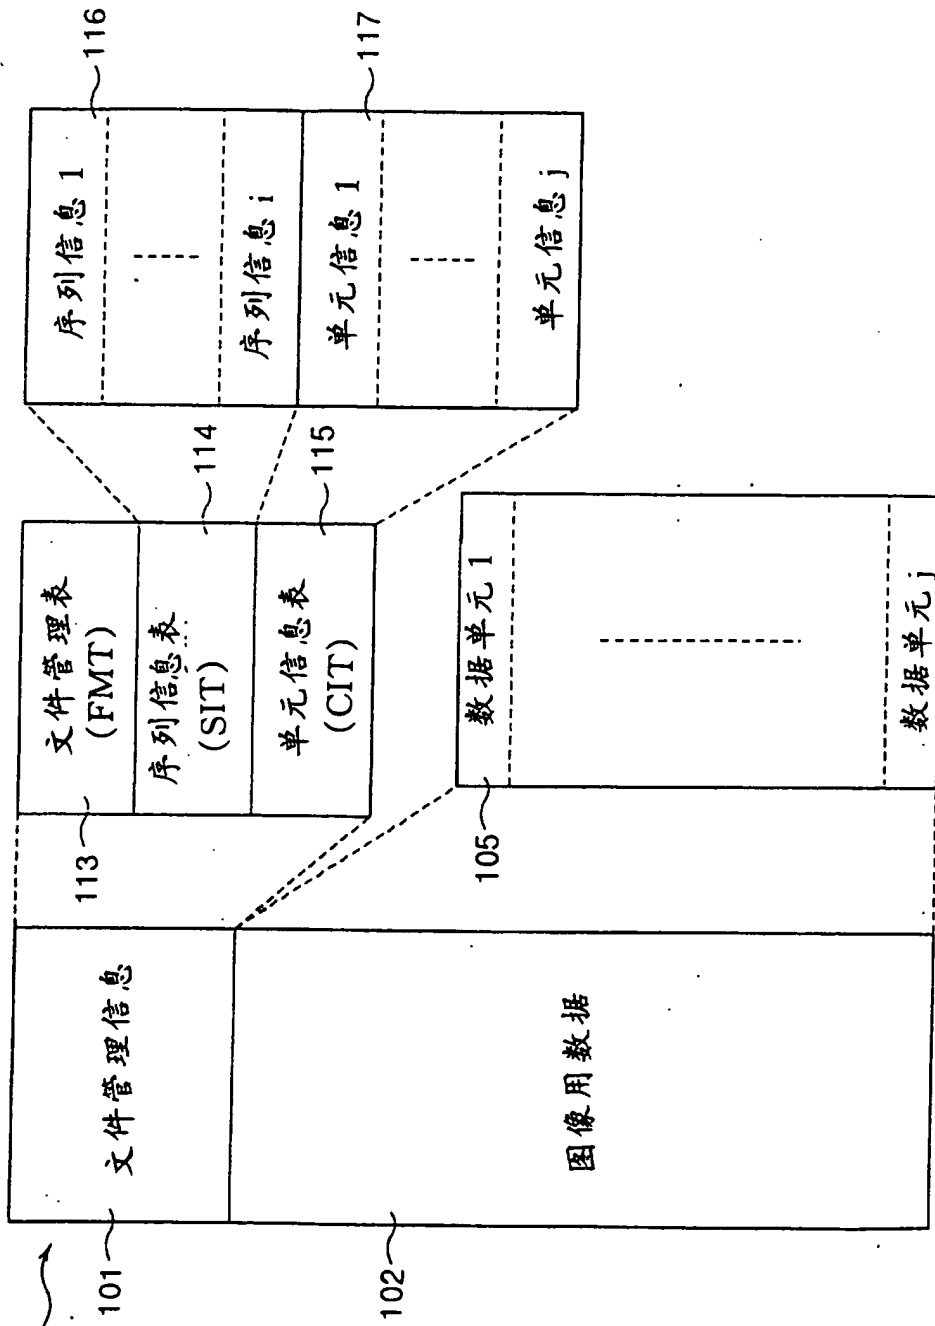 101
文件管理信息
102
图像用数据
113
文件管理表
(FMT)
序列信息表
(SIT)
114
单元信息表
(CIT)
115
105
数据单元 1
数据单元 j
序列信息 1
116
序列信息 i
单元信息 1
117
单元信息 j